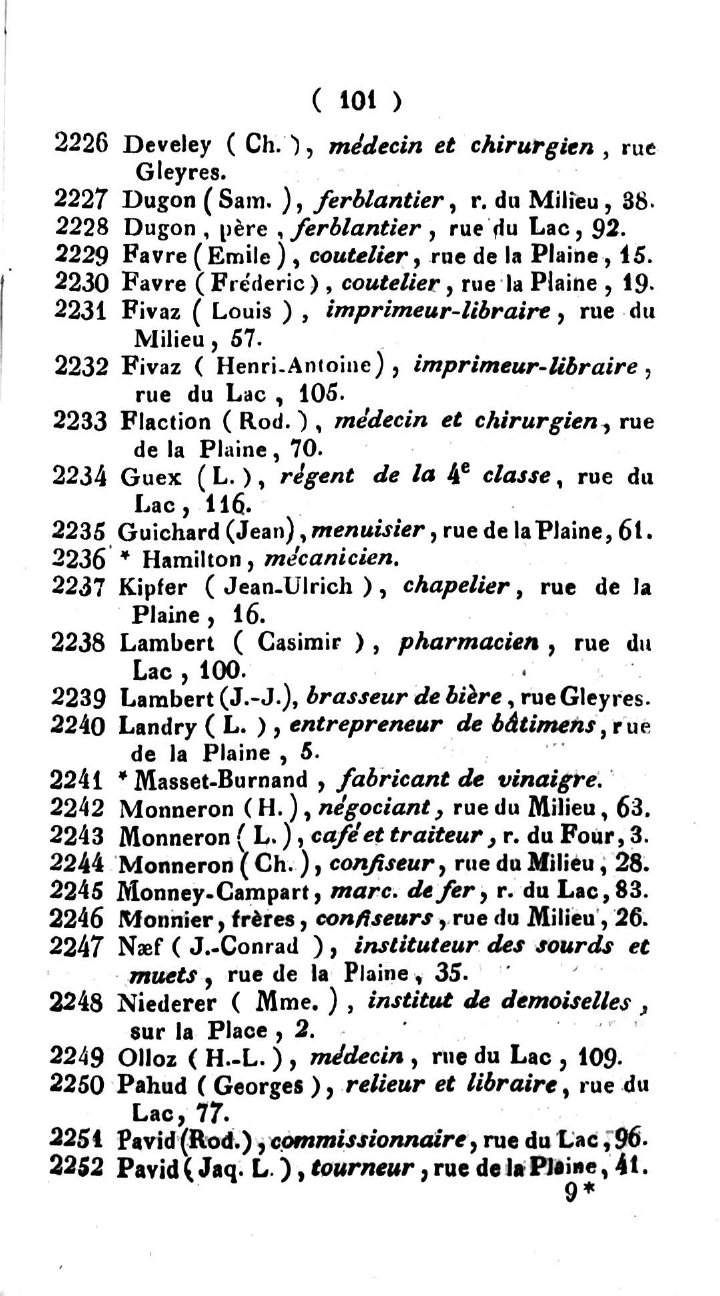 ( 101 )
2226 Develey ( Ch. ), médecin et chirurgien , rue
Gleyres.
2227 Dugon ( Sam. ), ferblantier, r. du Milieu, 38.
2228 Dugon , père , ferblantier , rue du Lac, 92.
2229 Favre ( Emile ), coutelier, rue de la Plaine, 15.
2230 Favre ( Fréderic ), coutelier, rue la Plaine , 19.
2231 Fivaz ( Louis ) , imprimeur-libraire, rue du
Milieu, 57.
2232 Fivaz ( Henri-Antoine ) , imprimeur-libraire ,
rue du Lac , 105.
2233 Flaction ( Rod. ), médecin et chirurgien, rue
de la Plaine, 70.
2234 Guex ( L. ), régent de la 4e classe, rue du
Lac, 116.
2235 Guichard (Jean), menuisier, rue de la Plaine, 61.
2236 * Hamilton, mécanicien.
2237 Kipfer ( Jean-Ulrich ), chapelier, rue de la
Plaine, 16.
2238 Lambert ( Casimir ) , pharmacien , rue du
Lac , 100.
2239 Lambert (J.-J.), brasseur de bière, rue Gleyres.
2240 Landry ( L. ), entrepreneur de bâtimens, rue
de la Plaine , 5.
2241 * Masset-Burnand , fabricant de vinaigre.
2242 Monneron ( H. ), négociant, rue du Milieu, 63.
2243 Monneron ( L. ), café et traiteur, r. du Four, 3.
2244 Monneron ( Ch. ), confiseur, rue du Milieu, 28.
2245 Monney-Campart, marc. de fer, r. du Lac, 83.
2246 Monnier, frères, confiseurs, rue du Milieu, 26.
2247 Næf ( J.-Conrad ), instituteur des sourds et
muets, rue de la Plaine, 35.
2248 Niederer ( Mme. ) , institut de demoiselles ,
sur la Place , 2.
2249 Olloz ( H.-L. ), médecin, rue du Lac , 109.
2250 Pahud ( Georges ), relieur et libraire, rue du
Lac, 77.
2251 Pavid (Rod.), commissionnaire, rue du Lac, 96.
2252 Pavid ( Jaq. L. ), tourneur, rue de la Plaine, 41.
9*